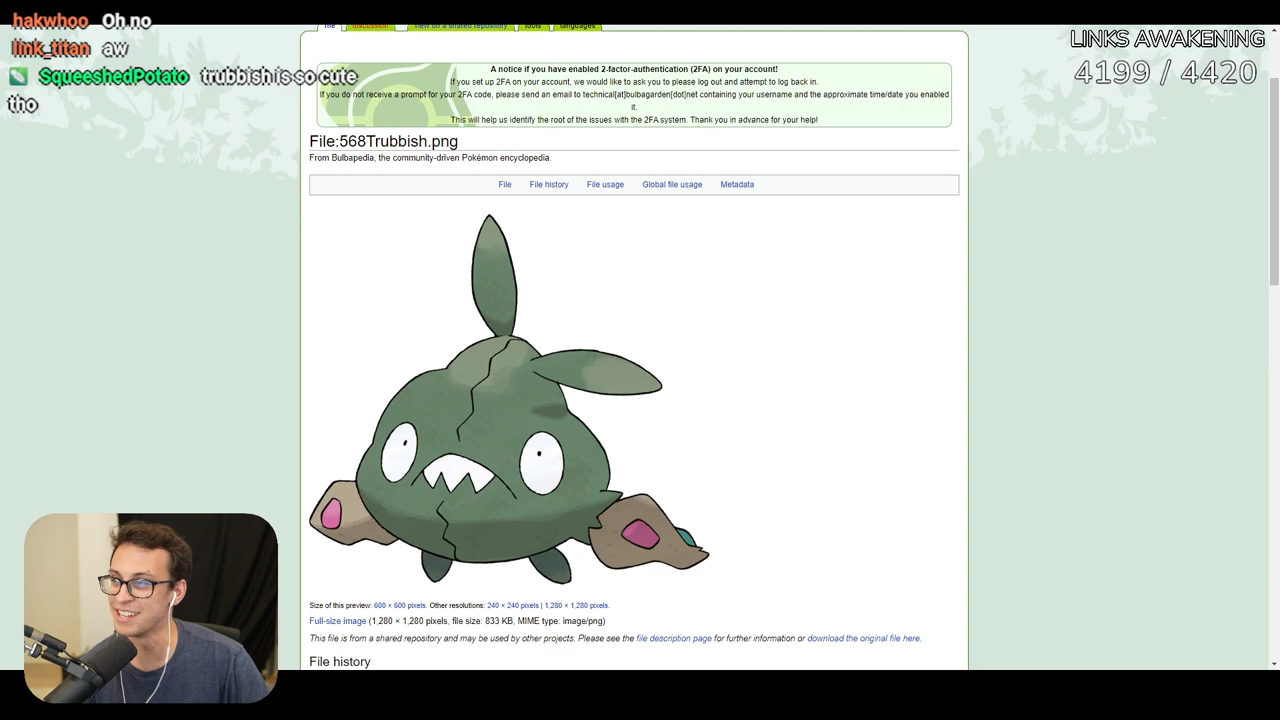 hakwhoo Oh no
link_titan aw
SqueeshedPotato trubbish is so cute
tho
LINKS AWAKENING
4199 / 4420
file discussion view on a shared repository tools languages
A notice if you have enabled 2-factor-authentication (2FA) on your account!
If you set up 2FA on your account, we would like to ask you to please log out and attempt to log back in.
If you do not receive a prompt for your 2FA code, please send an email to technical[at]bulbagarden[dot]net containing your username and the approximate time/date you enabled
it.
This will help us identify the root of the issues with the 2FA system. Thank you in advance for your help!
File:568Trubbish.png
From Bulbapedia, the community-driven Pokémon encyclopedia.
File File history File usage Global file usage Metadata
Size of this preview: 600 × 600 pixels. Other resolutions: 240 × 240 pixels | 1,280 × 1,280 pixels.
Full-size image (1,280 × 1,280 pixels, file size: 833 KB, MIME type: image/png)
This file is from a shared repository and may be used by other projects. Please see the file description page for further information or download the original file here.
File history